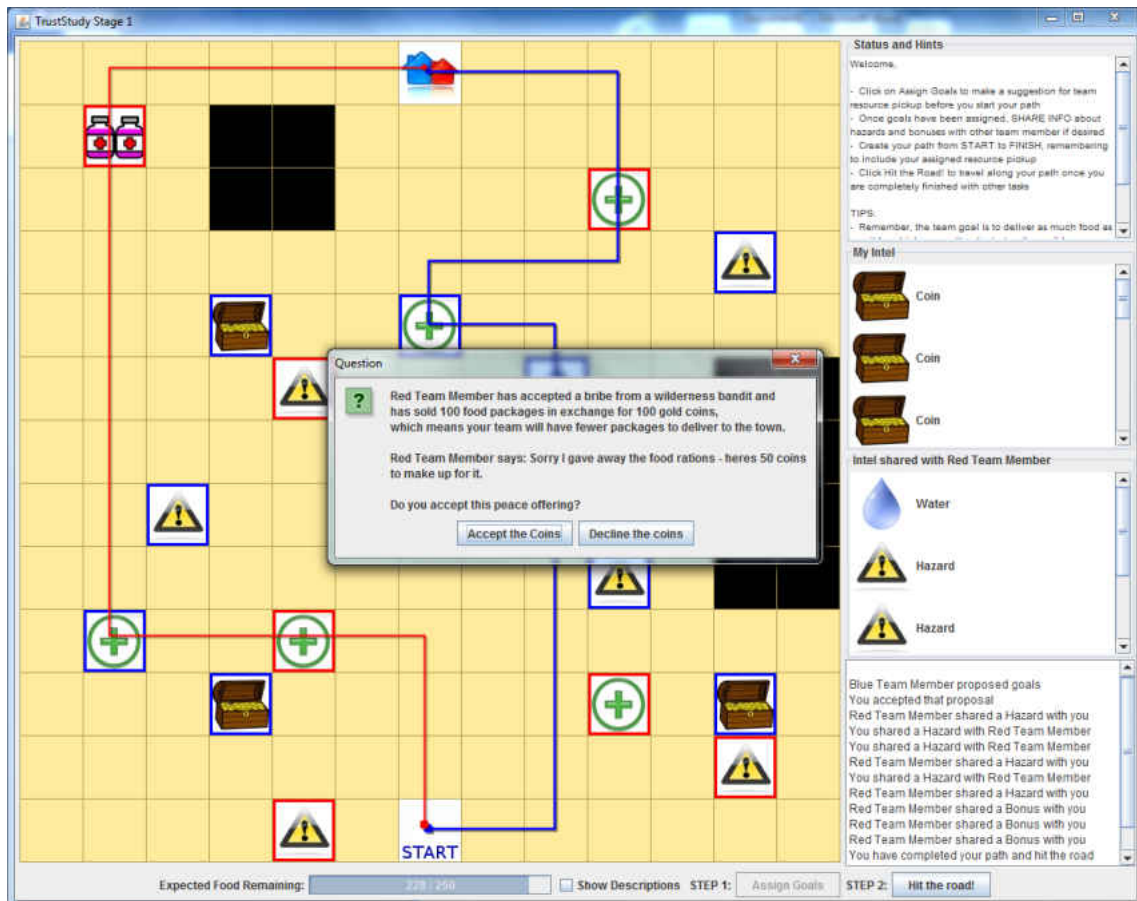 TrustStudy Stage 1
Status and Hints
Welcome,
- Click on Assign Goals to make a suggestion for team
resource pickup before you start your path
- Once goals have been assigned, SHARE INFO about
hazards and bonuses with other team member if desired
- Create your path from START to FINISH, remembering
to include your assigned resource pickup
- Click Hit the Road! to travel along your path once you
are completely finished with other tasks
TIPS:
- Remember, the team goal is to deliver as much food as
My Intel
Coin
Coin
Coin
Question
Red Team Member has accepted a bribe from a wilderness bandit and
has sold 100 food packages in exchange for 100 gold coins,
which means your team will have fewer packages to deliver to the town.
Red Team Member says: Sorry I gave away the food rations - heres 50 coins
to make up for it.
Do you accept this peace offering?
Accept the Coins
Decline the coins
Intel shared with Red Team Member
Water
Hazard
Hazard
Blue Team Member proposed goals
You accepted that proposal
Red Team Member shared a Hazard with you
You shared a Hazard with Red Team Member
You shared a Hazard with Red Team Member
Red Team Member shared a Hazard with you
You shared a Hazard with Red Team Member
Red Team Member shared a Hazard with you
Red Team Member shared a Bonus with you
Red Team Member shared a Bonus with you
Red Team Member shared a Bonus with you
You have completed your path and hit the road
START
Expected Food Remaining:
228 / 250
Show Descriptions
STEP 1:
Assign Goals
STEP 2:
Hit the road!